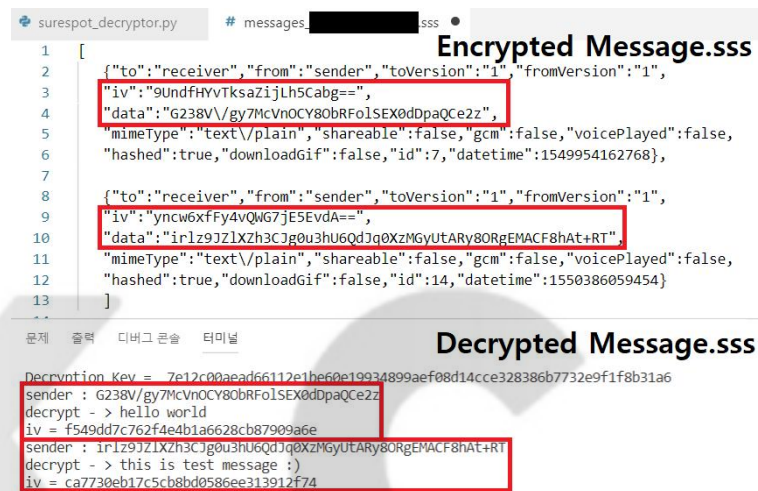 surespot_decryptor.py
# messages_ .sss ●
Encrypted Message.sss
1 [
2 {"to":"receiver","from":"sender","toVersion":"1","fromVersion":"1",
3 "iv":"9UndfHYvTksaZijLh5Cabg==",
4 "data":"G238V\/gy7McVnOCY8ObRFolSEX0dDpaQCe2z",
5 "mimeType":"text\/plain","shareable":false,"gcm":false,"voicePlayed":false,
6 "hashed":true,"downloadGif":false,"id":7,"datetime":1549954162768},
7
8 {"to":"receiver","from":"sender","toVersion":"1","fromVersion":"1",
9 "iv":"yncw6xfFy4vQWG7jE5EvdA==",
10 "data":"irlz9JZlXZh3CJg0u3hU6QdJq0XzMGyUtARy8ORgEMACF8hAt+RT",
11 "mimeType":"text\/plain","shareable":false,"gcm":false,"voicePlayed":false,
12 "hashed":true,"downloadGif":false,"id":14,"datetime":1550386059454}
13 ]
문제 출력 디버그 콘솔 터미널
Decrypted Message.sss
Decryption Key = 7e12c00aead66112e1be60e19934899aef08d14cce328386b7732e9f1f8b31a6
sender : G238V/gy7McVnOCY8ObRFolSEX0dDpaQCe2z
decrypt - > hello world
iv = f549dd7c762f4e4b1a6628cb87909a6e
sender : irlz9JZlXZh3CJg0u3hU6QdJq0XzMGyUtARy8ORgEMACF8hAt+RT
decrypt - > this is test message :)
iv = ca7730eb17c5cb8bd0586ee313912f74